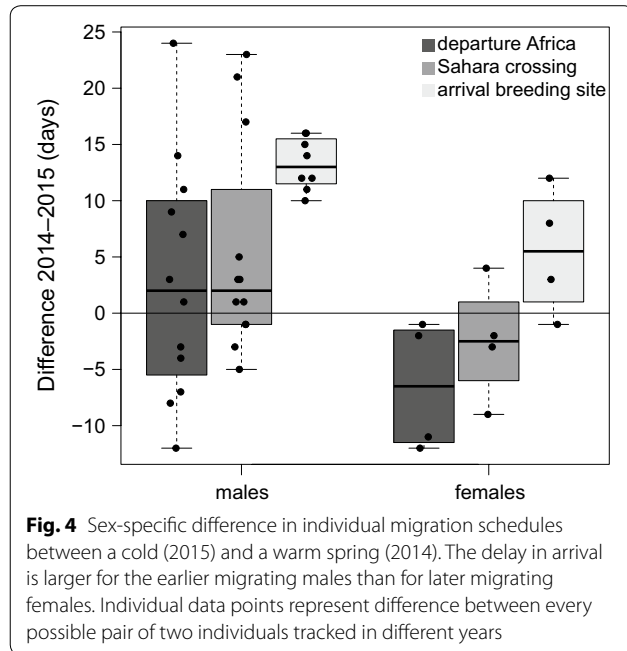 25
20
15
10
5
0
−5
−10
Difference 2014–2015 (days)
departure Africa
Sahara crossing
arrival breeding site
males
females
Fig. 4 Sex-specific difference in individual migration schedules
between a cold (2015) and a warm spring (2014). The delay in arrival
is larger for the earlier migrating males than for later migrating
females. Individual data points represent difference between every
possible pair of two individuals tracked in different years